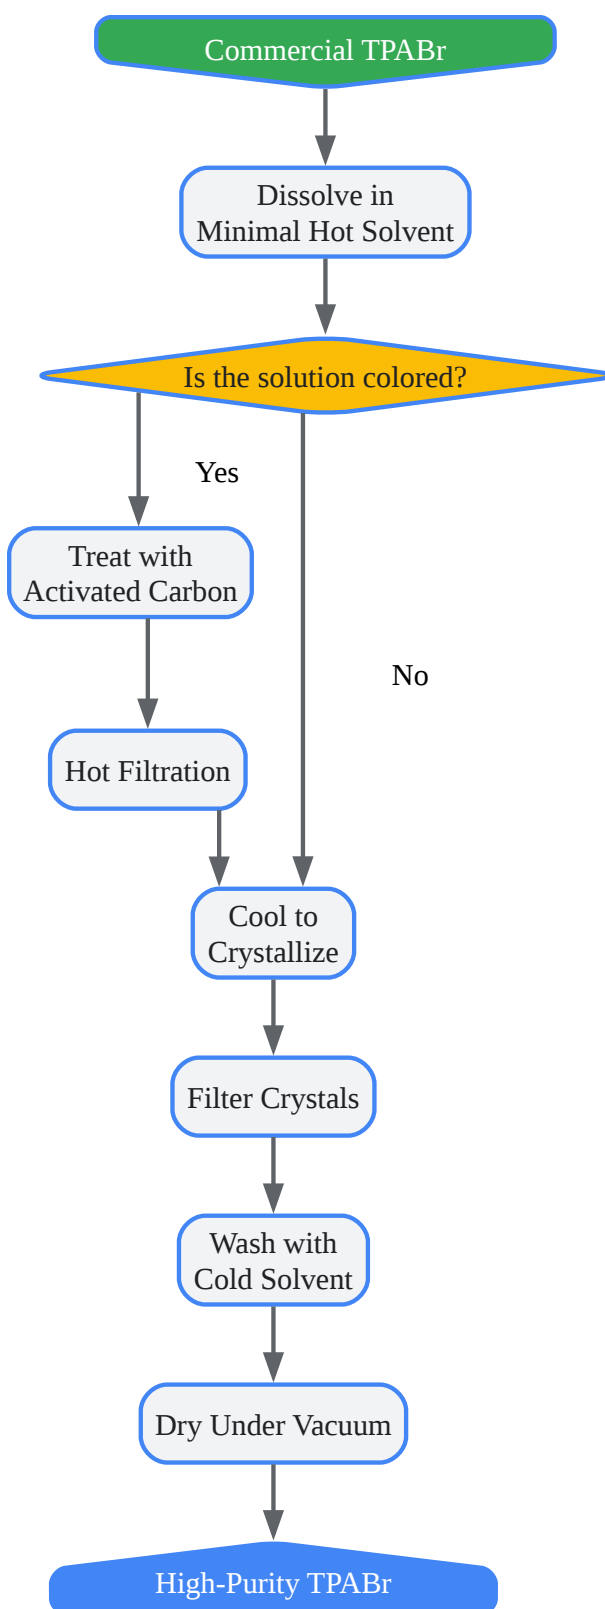 Commercial TPABr
Dissolve in
Minimal Hot Solvent
Is the solution colored?
Yes
Treat with
Activated Carbon
No
Hot Filtration
Cool to
Crystallize
Filter Crystals
Wash with
Cold Solvent
Dry Under Vacuum
High-Purity TPABr